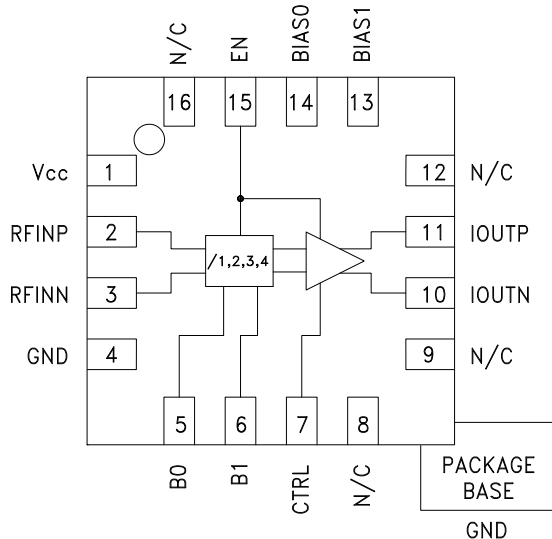 N/C
EN
BIAS0
BIAS1
16
15
14
13
Vcc
1
12
N/C
RFINP
2
11
IOUTP
/1,2,3,4
RFINN
3
10
IOUTN
GND
4
9
N/C
5
6
7
8
B0
B1
CTRL
N/C
PACKAGE
BASE
GND